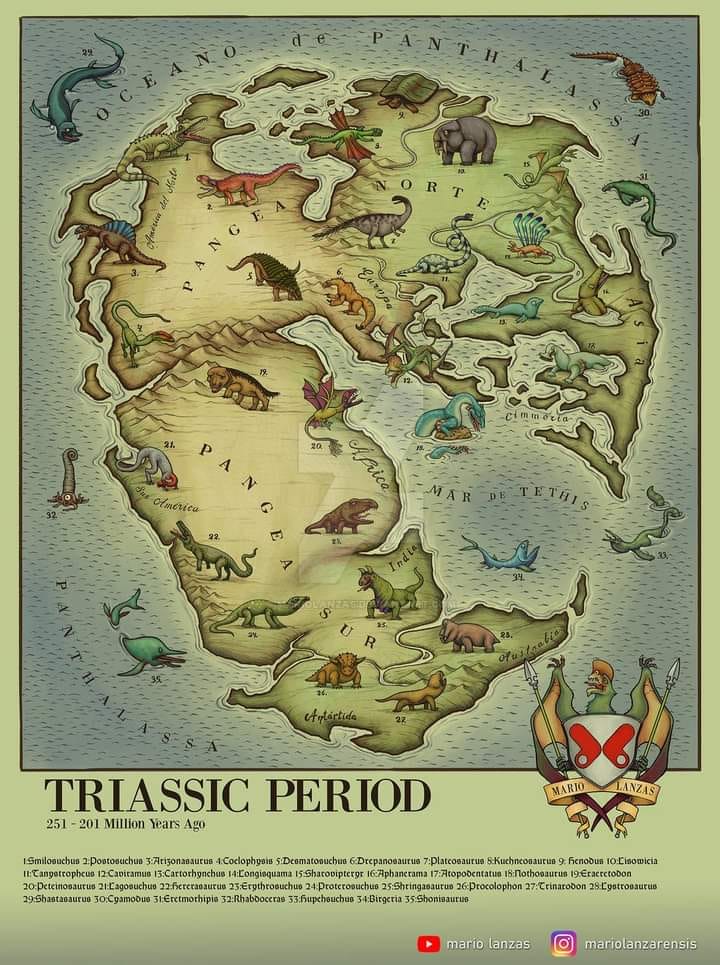 OCEANO de PANTHALASSA
29.
30.
9.
1.
8.
10.
15.
31.
America del Norte
2.
PANGEA
NORTE
7.
14.
3.
5.
6.
Europa
11.
16.
Asia
4.
13.
17.
12.
19.
Cimmeria
20.
18.
PANGEA
Africa
21.
Sur America
MAR DE TETHIS
32.
22.
23.
India
33.
34.
PANTHALASSA
24.
25.
SUR
28.
Australia
35.
26.
27.
Antártida
MARIO LANZAS
TRIASSIC PERIOD
251 - 201 Million Years Ago
1:Smilosuchus 2:Postosuchus 3:Arizonasaurus 4:Coelophysis 5:Desmatosuchus 6:Drepanosaurus 7:Plateosaurus 8:Kuehneosaurus 9: Henodus 10:Lisowicia
11:Tanystropheus 12:Caviramus 13:Cartorhynchus 14:Longisquama 15:Sharovipteryx 16:Aphanerama 17:Atopodentatus 18:Nothosaurus 19:Eraeretodon
20:Peteinosaurus 21:Lagosuchus 22:Herrerasaurus 23:Erythrosuchus 24:Proterosuchus 25:Shringasaurus 26:Procolophon 27:Trinarodon 28:Lystrosaurus
29:Shastasaurus 30:Cyamodus 31:Eretmorhipis 32:Rhabdoceras 33:Hupehsuchus 34:Birgeria 35:Shonisaurus
mario lanzas
mariolanzarensis